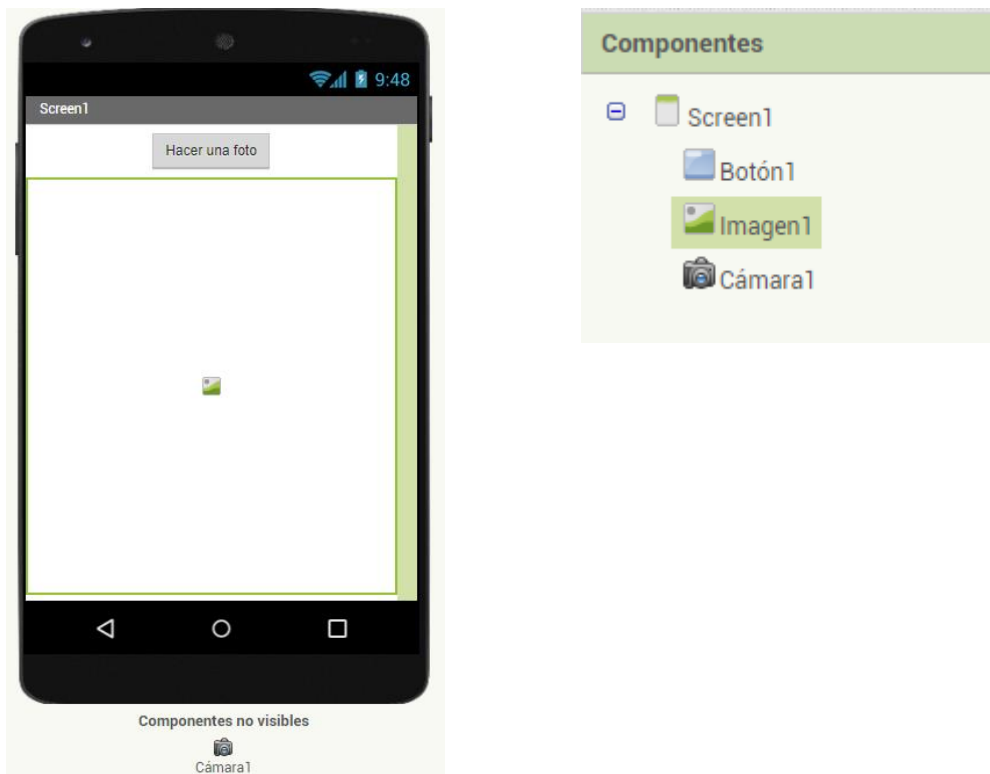 9:48
Screen1
Hacer una foto
Componentes no visibles
Cámara1
Componentes
Screen1
Botón1
Imagen1
Cámara1